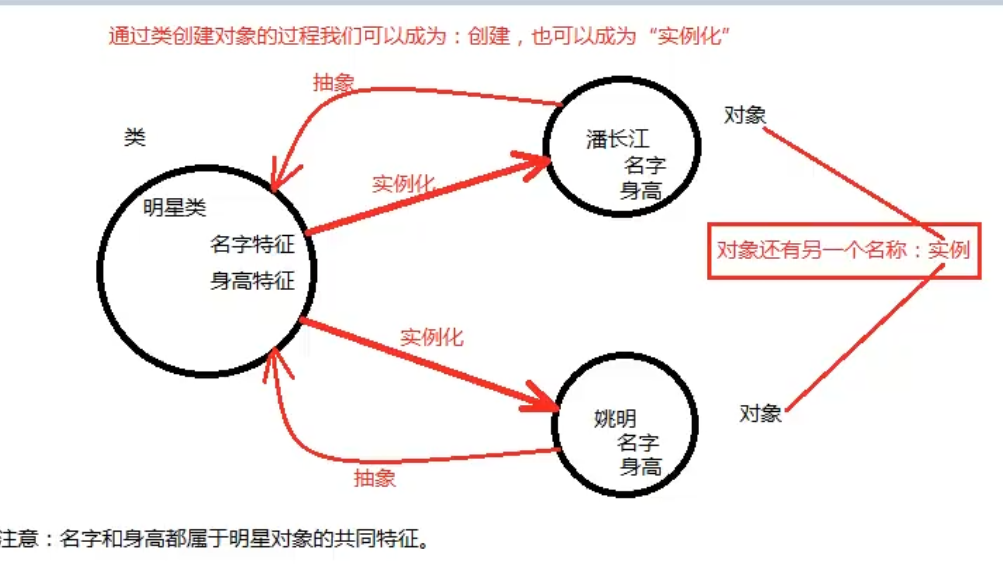 通过类创建对象的过程我们可以成为：创建，也可以成为“实例化”
抽象
对象
类
潘长江
名字
身高
实例化
明星类
名字特征
身高特征
对象还有另一个名称：实例
实例化
对象
姚明
名字
身高
抽象
注意：名字和身高都属于明星对象的共同特征。